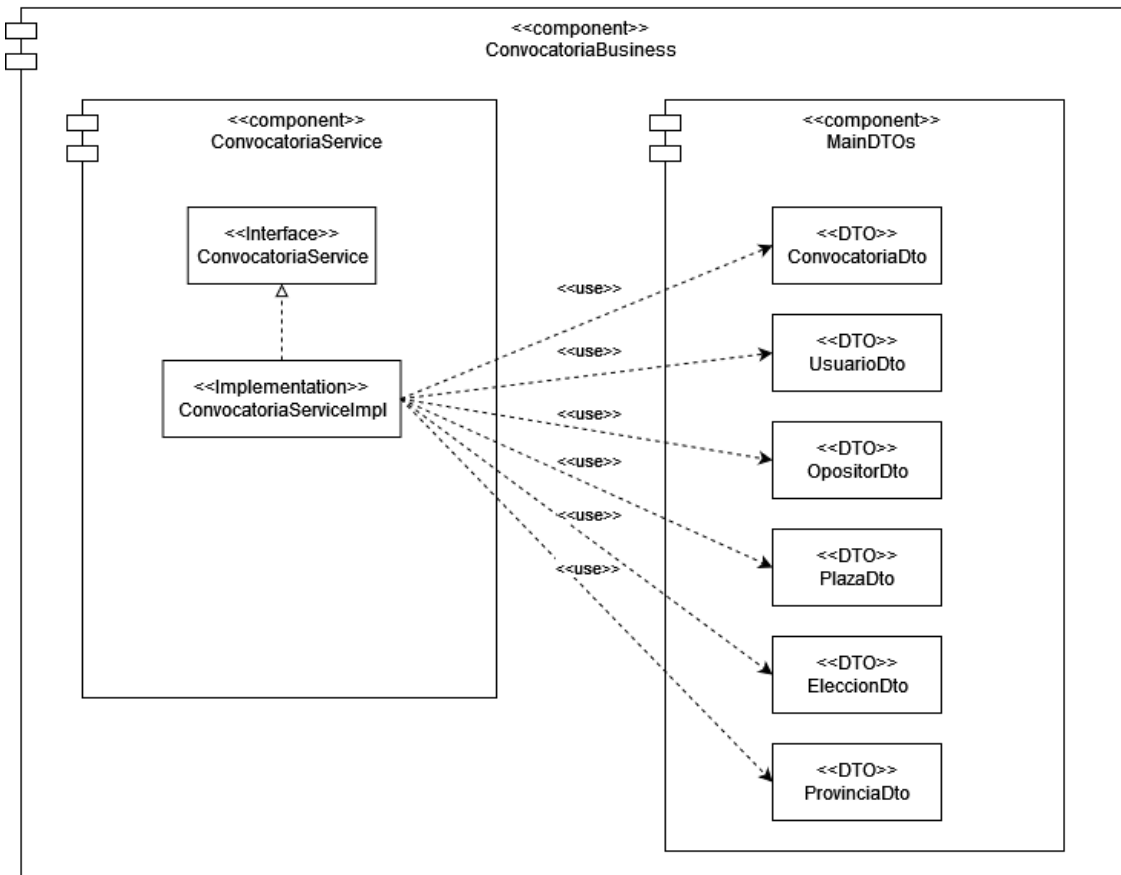 <<component>>
ConvocatoriaBusiness
<<component>>
ConvocatoriaService
<<Interface>>
ConvocatoriaService
<<Implementation>>
ConvocatoriaServiceImpl
<<use>>
<<use>>
<<use>>
<<use>>
<<use>>
<<use>>
<<component>>
MainDTOs
<<DTO>>
ConvocatoriaDto
<<DTO>>
UsuarioDto
<<DTO>>
OpositorDto
<<DTO>>
PlazaDto
<<DTO>>
EleccionDto
<<DTO>>
ProvinciaDto